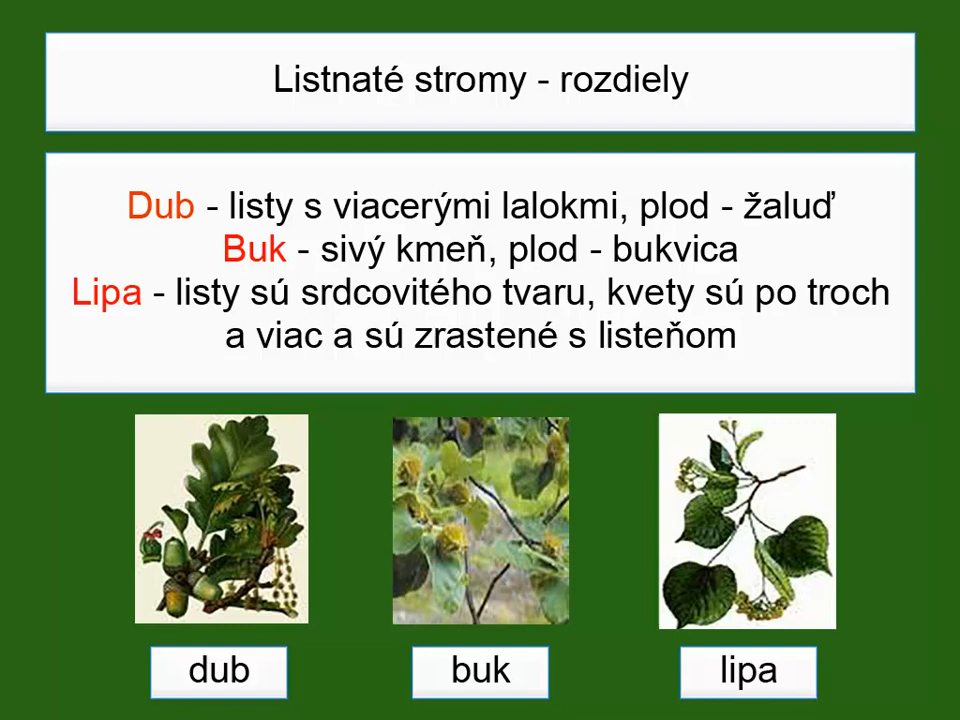 Listnaté stromy - rozdiely
Dub - listy s viacerými lalokmi, plod - žaluď
Buk - sivý kmeň, plod - bukvica
Lipa - listy sú srdcovitého tvaru, kvety sú po troch
a viac a sú zrastené s listeňom
dub
buk
lipa